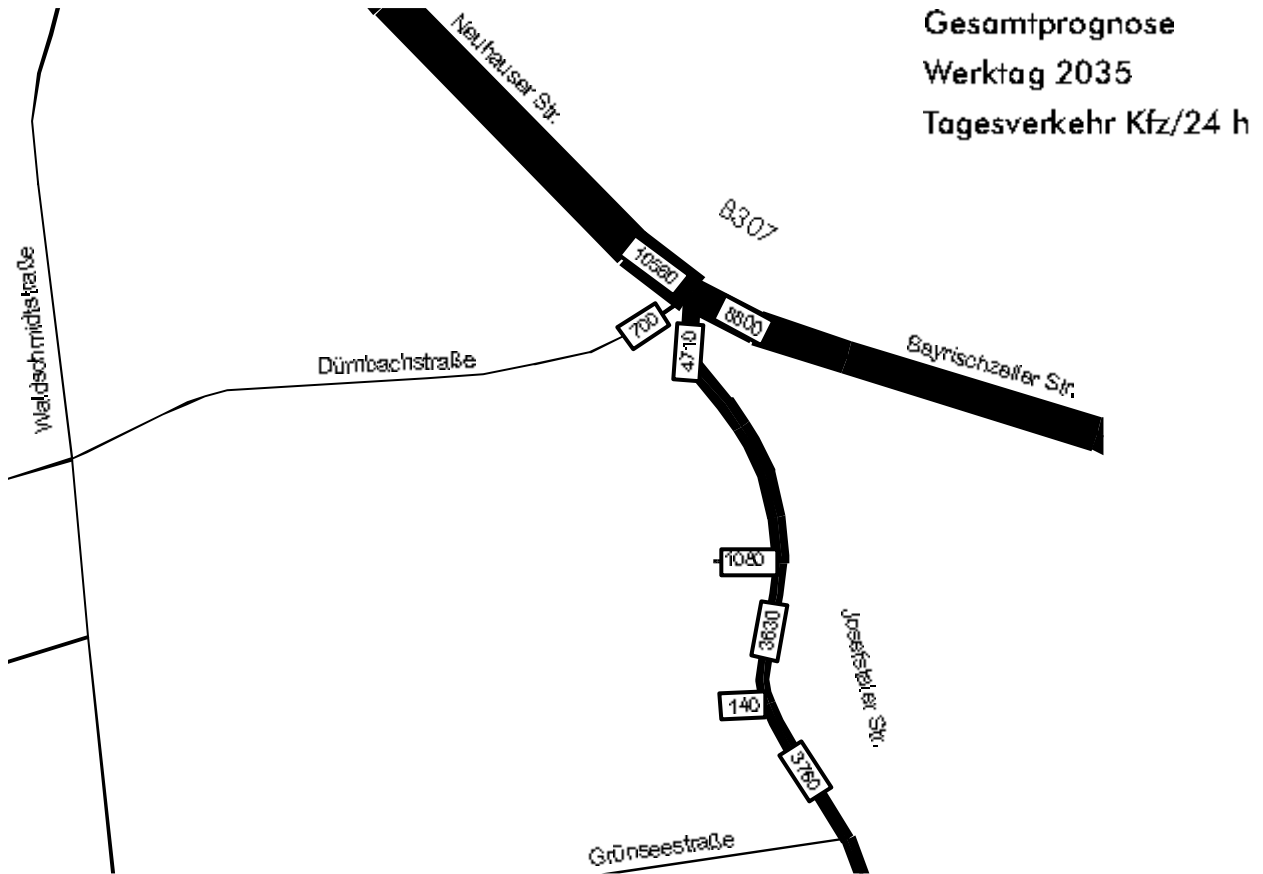 Gesamtprognose
Werktag 2035
Tagesverkehr Kfz/24 h
Neuhauser Str.
B307
Waldschmidtstraße
10560
8800
700
4710
Dürnbachstraße
Bayrischzeller Str.
1080
3630
Josefstaler Str.
140
3760
Grünseestraße